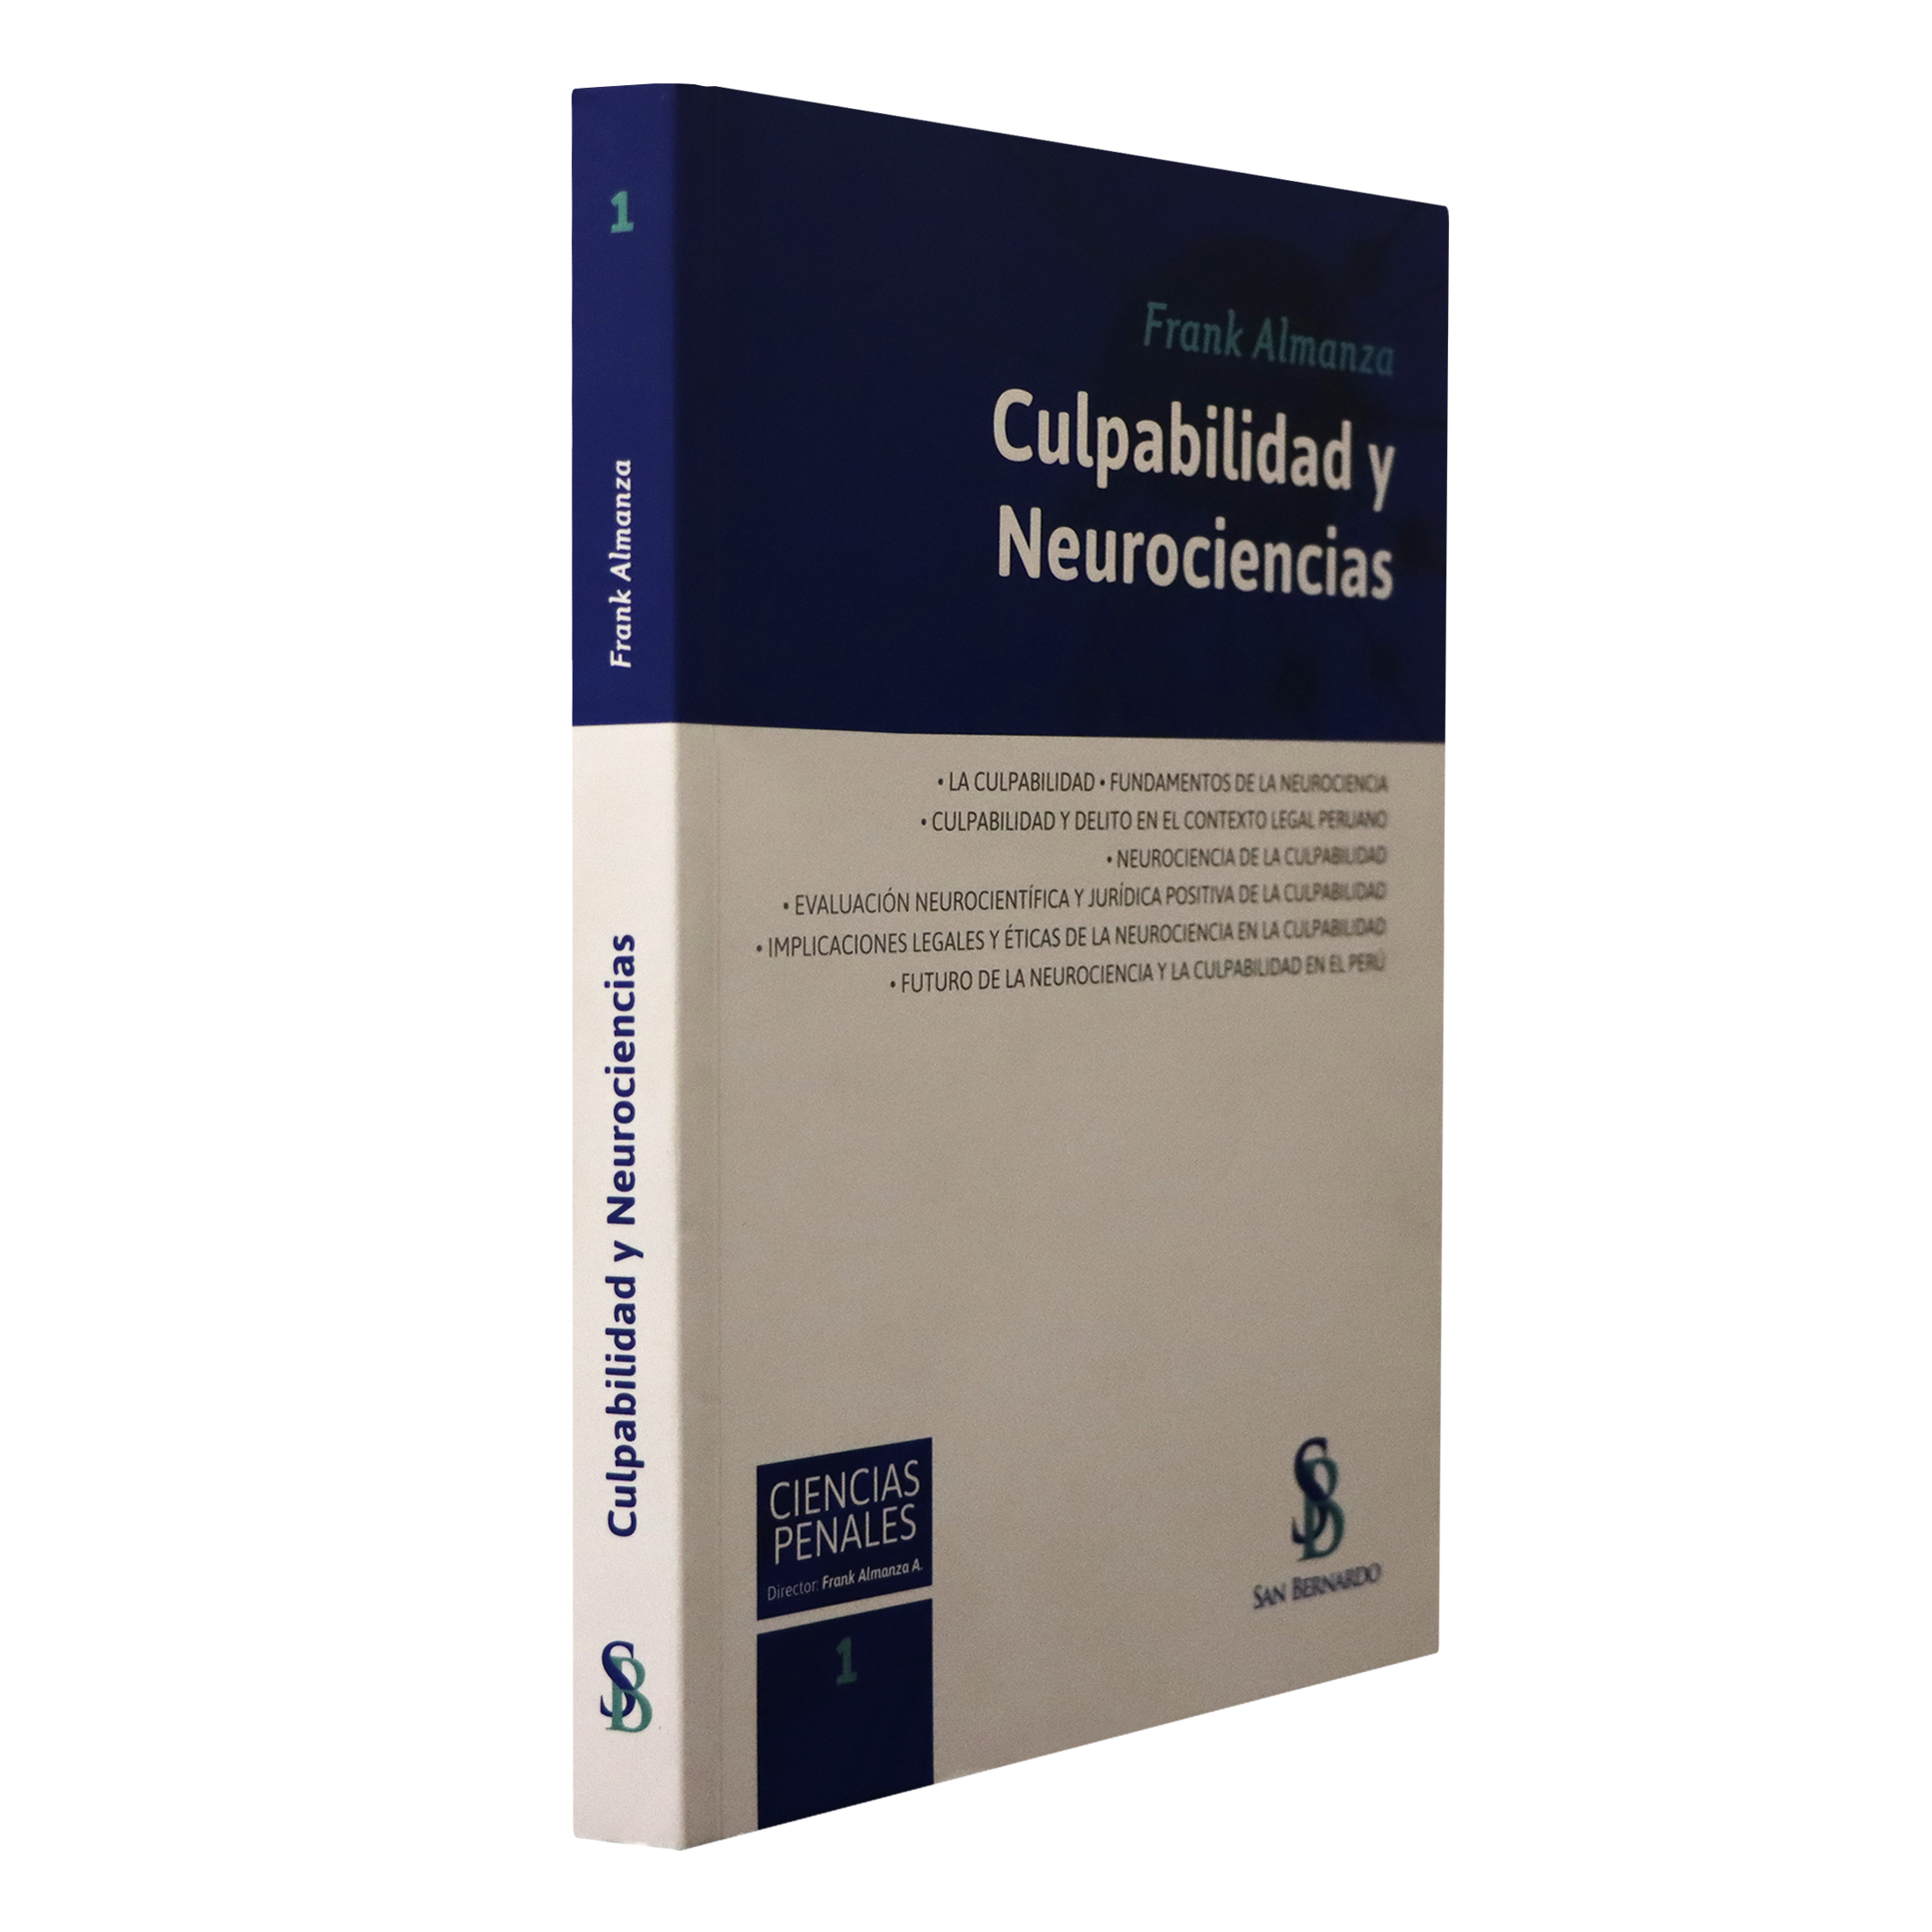 1
Frank Almanza
Culpabilidad y Neurociencias
SB
Frank Almanza
Culpabilidad y
Neurociencias
• LA CULPABILIDAD • FUNDAMENTOS DE LA NEUROCIENCIA
• CULPABILIDAD Y DELITO EN EL CONTEXTO LEGAL PERUANO
• NEUROCIENCIA DE LA CULPABILIDAD
• EVALUACIÓN NEUROCIENTÍFICA Y JURÍDICA POSITIVA DE LA CULPABILIDAD
• IMPLICACIONES LEGALES Y ÉTICAS DE LA NEUROCIENCIA EN LA CULPABILIDAD
• FUTURO DE LA NEUROCIENCIA Y LA CULPABILIDAD EN EL PERÚ
CIENCIAS
PENALES
Director: Frank Almanza A.
1
SB
SAN BERNARDO